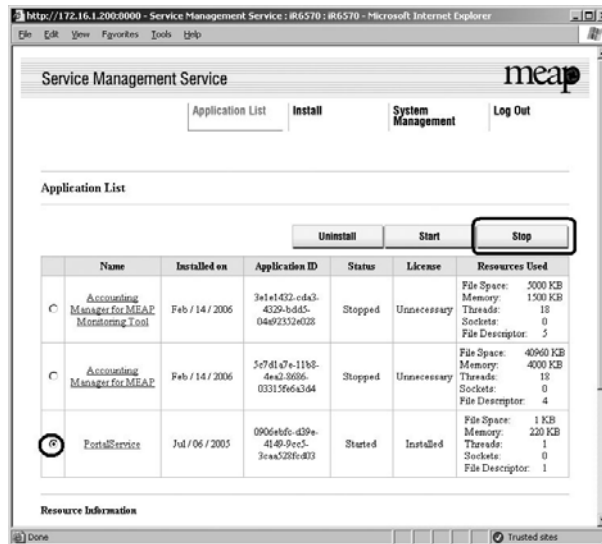 http://172.16.1.200:0000 - Service Management Service : iR6570 : iR6570 - Microsoft Internet Explorer
File Edit View Favorites Tools Help
Service Management Service
meap
Application List Install System Management Log Out
Application List
Uninstall Start Stop
Name Installed on Application ID Status License Resources Used
Accounting Manager for MEAP Monitoring Tool Feb / 14 / 2006 3e1e1432-cda3-4329-bdd5-04a92352e028 Stopped Unnecessary
File Space: 5000 KB
Memory: 1500 KB
Threads: 18
Sockets: 0
File Descriptor: 5
Accounting Manager for MEAP Feb / 14 / 2006 5c7d1a7e-11b8-4ea2-8686-03315fe6a3d4 Stopped Unnecessary
File Space: 40960 KB
Memory: 4000 KB
Threads: 18
Sockets: 0
File Descriptor: 4
PortalService Jul / 06 / 2005 0906ebfc-d39e-4149-9cc5-3caa528fcd03 Started Installed
File Space: 1 KB
Memory: 220 KB
Threads: 1
Sockets: 0
File Descriptor: 1
Resource Information
Done Trusted sites